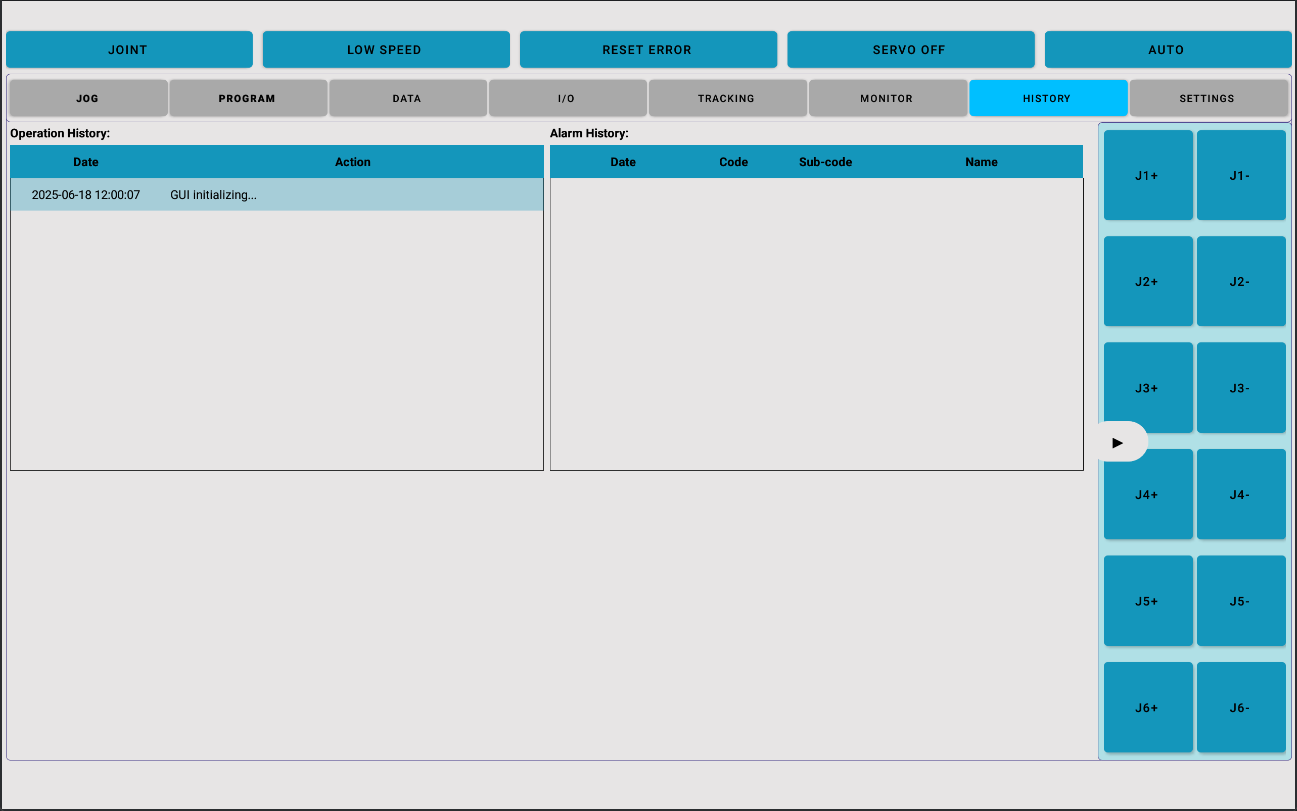 JOINT LOW SPEED RESET ERROR SERVO OFF AUTO
JOG PROGRAM DATA I/O TRACKING MONITOR HISTORY SETTINGS
Operation History: Alarm History:
Date Action Date Code Sub-code Name
2025-06-18 12:00:07 GUI initializing...
J1+ J1-
J2+ J2-
J3+ J3-
▶
J4+ J4-
J5+ J5-
J6+ J6-